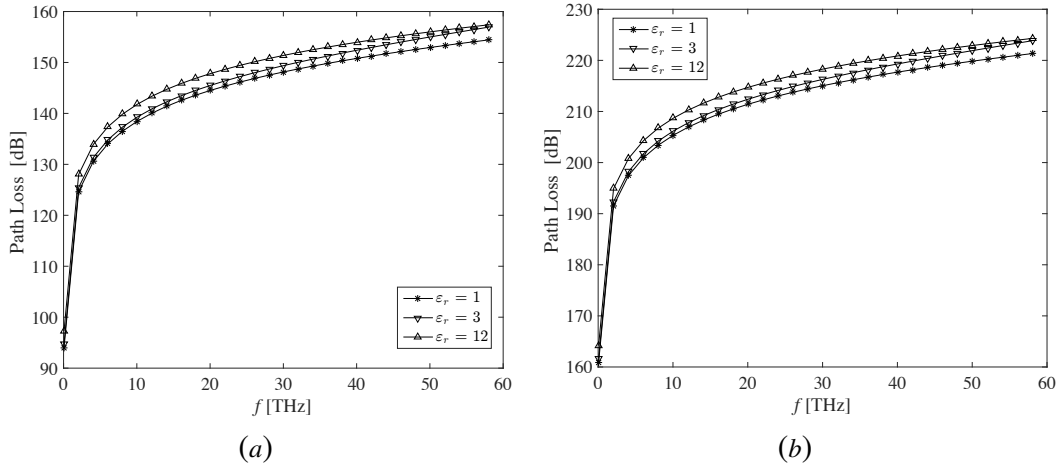 160
150
140
130
120
110
100
90
Path Loss [dB]
0 10 20 30 40 50 60
f [THz]
εr = 1
εr = 3
εr = 12
(a)
230
220
210
200
190
180
170
160
Path Loss [dB]
0 10 20 30 40 50 60
f [THz]
εr = 1
εr = 3
εr = 12
(b)